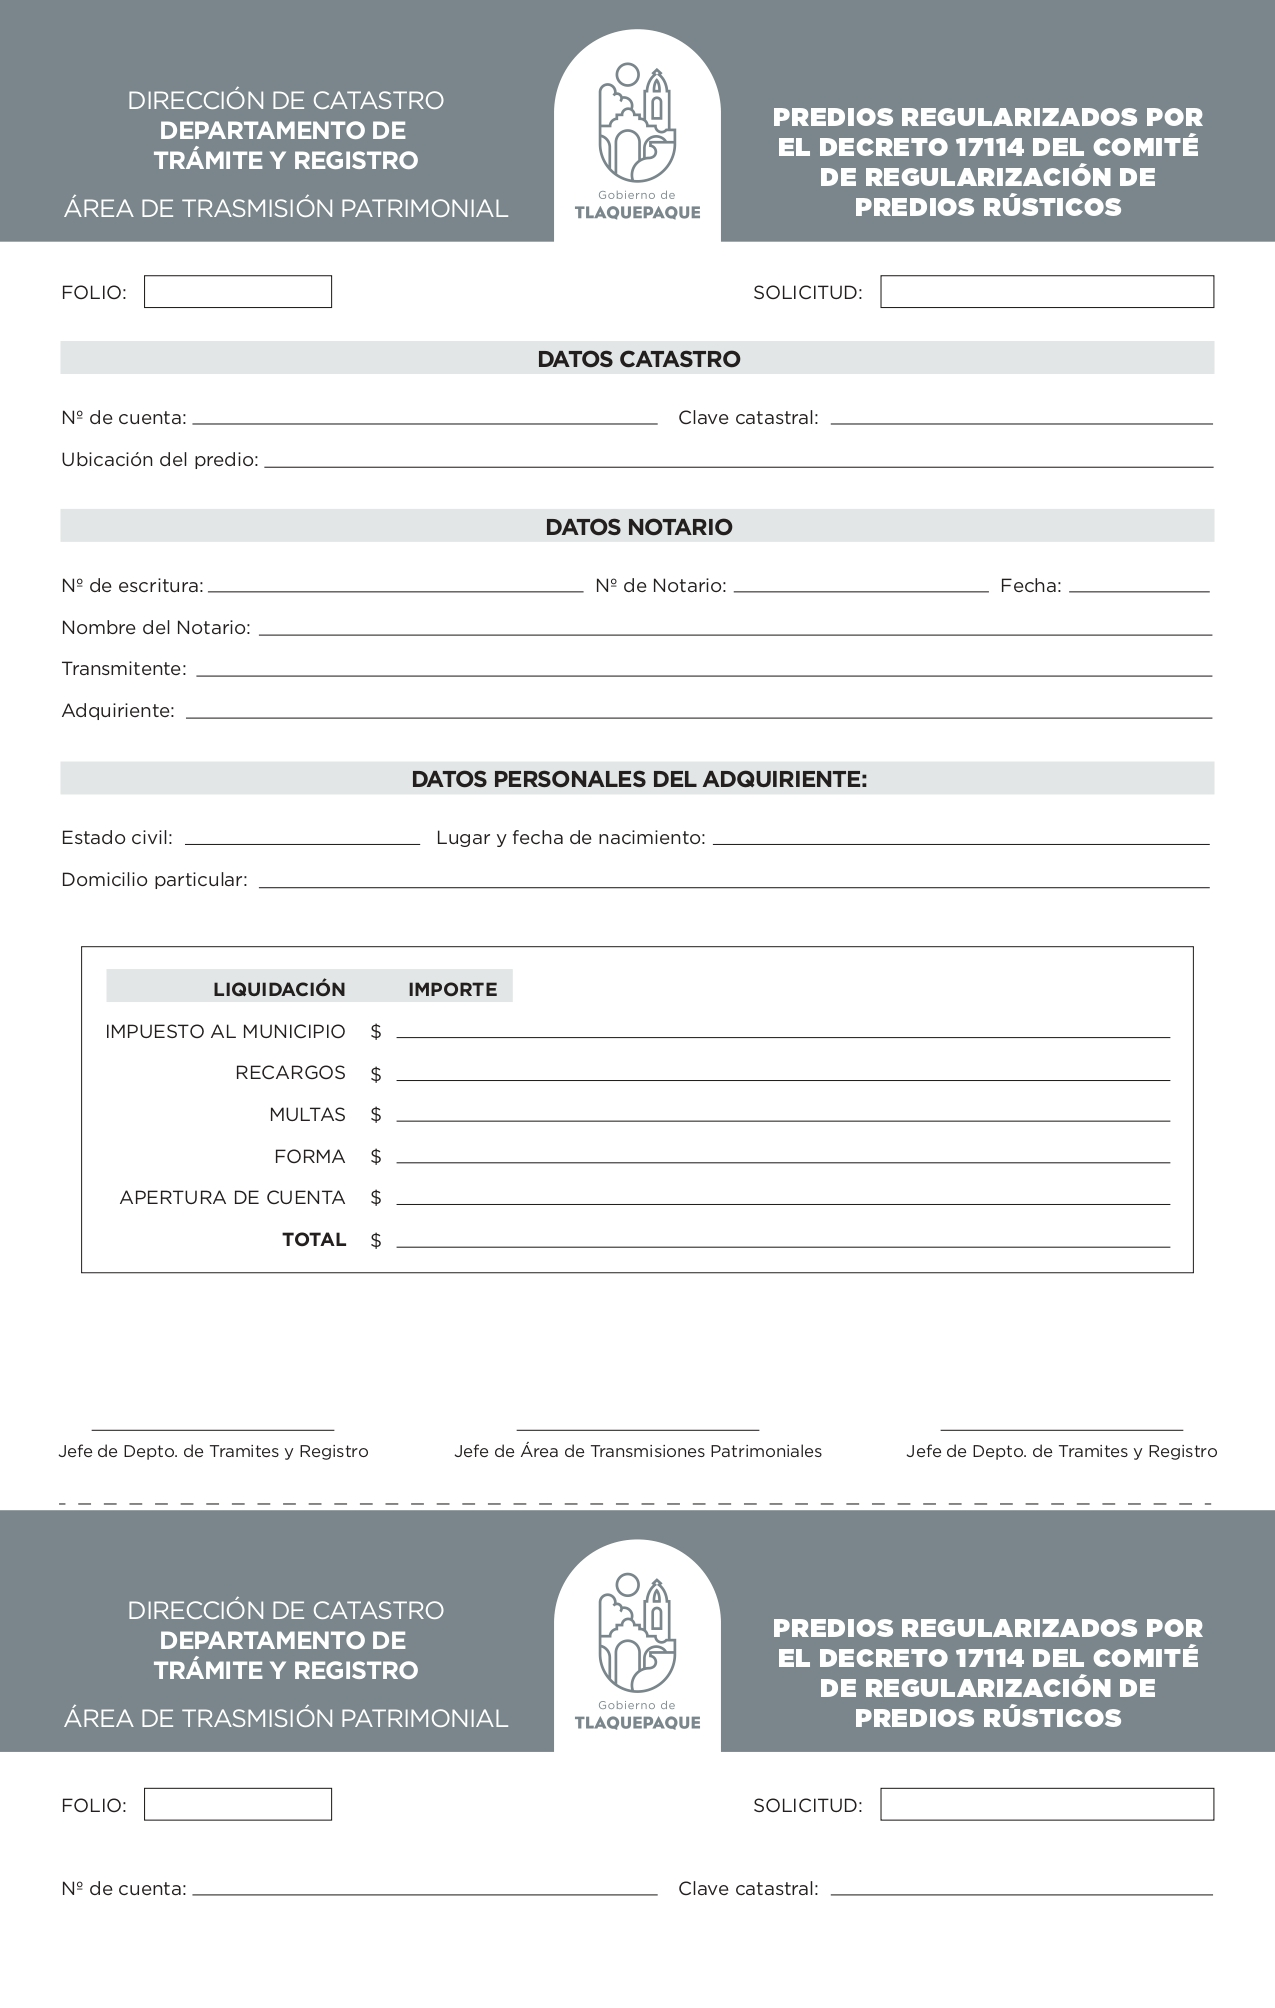 DIRECCIÓN DE CATASTRO
DEPARTAMENTO DE
TRÁMITE Y REGISTRO
ÁREA DE TRASMISIÓN PATRIMONIAL
Gobierno de
TLAQUEPAQUE
PREDIOS REGULARIZADOS POR
EL DECRETO 17114 DEL COMITÉ
DE REGULARIZACIÓN DE
PREDIOS RÚSTICOS
FOLIO: SOLICITUD:
DATOS CATASTRO
Nº de cuenta: Clave catastral:
Ubicación del predio:
DATOS NOTARIO
Nº de escritura: Nº de Notario: Fecha:
Nombre del Notario:
Transmitente:
Adquiriente:
DATOS PERSONALES DEL ADQUIRIENTE:
Estado civil: Lugar y fecha de nacimiento:
Domicilio particular:
LIQUIDACIÓN IMPORTE
IMPUESTO AL MUNICIPIO $
RECARGOS $
MULTAS $
FORMA $
APERTURA DE CUENTA $
TOTAL $
Jefe de Depto. de Tramites y Registro Jefe de Área de Transmisiones Patrimoniales Jefe de Depto. de Tramites y Registro
DIRECCIÓN DE CATASTRO
DEPARTAMENTO DE
TRÁMITE Y REGISTRO
ÁREA DE TRASMISIÓN PATRIMONIAL
Gobierno de
TLAQUEPAQUE
PREDIOS REGULARIZADOS POR
EL DECRETO 17114 DEL COMITÉ
DE REGULARIZACIÓN DE
PREDIOS RÚSTICOS
FOLIO: SOLICITUD:
Nº de cuenta: Clave catastral: